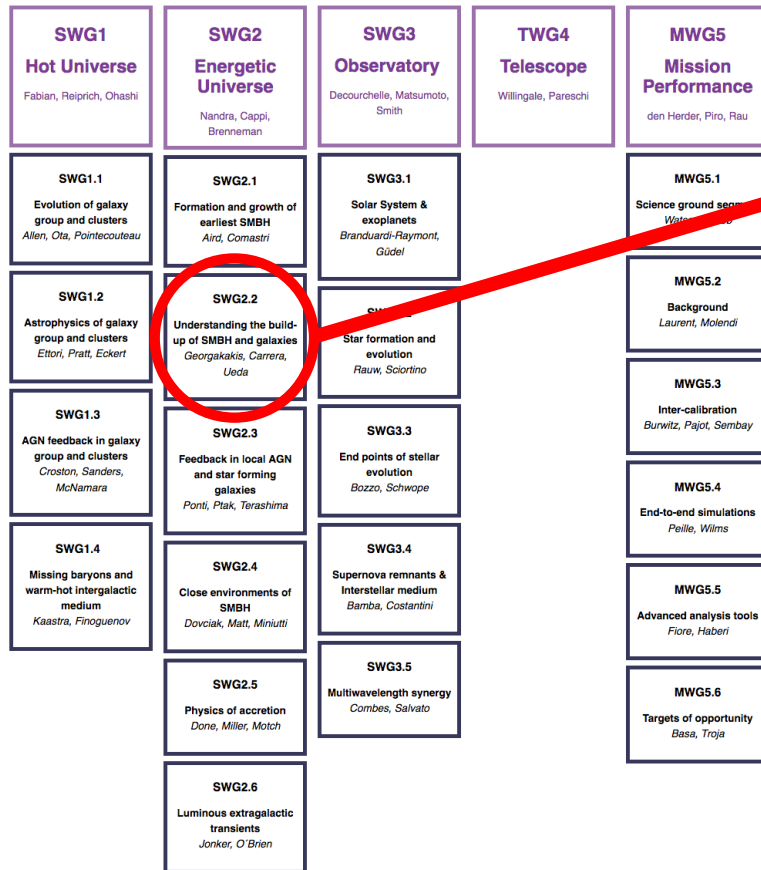 SWG1
Hot Universe
Fabian, Reiprich, Ohashi
SWG1.1
Evolution of galaxy
group and clusters
Allen, Ota, Pointecouteau
SWG1.2
Astrophysics of galaxy
group and clusters
Ettori, Pratt, Eckert
SWG1.3
AGN feedback in galaxy
group and clusters
Croston, Sanders,
McNamara
SWG1.4
Missing baryons and
warm-hot intergalactic
medium
Kaastra, Finoguenov
SWG2
Energetic
Universe
Nandra, Cappi,
Brenneman
SWG2.1
Formation and growth of
earliest SMBH
Aird, Comastri
SWG2.2
Understanding the build-
up of SMBH and galaxies
Georgakakis, Carrera,
Ueda
SWG2.3
Feedback in local AGN
and star forming
galaxies
Ponti, Ptak, Terashima
SWG2.4
Close environments of
SMBH
Dovciak, Matt, Miniutti
SWG2.5
Physics of accretion
Done, Miller, Motch
SWG2.6
Luminous extragalactic
transients
Jonker, O´Brien
SWG3
Observatory
Decourchelle, Matsumoto,
Smith
SWG3.1
Solar System &
exoplanets
Branduardi-Raymont,
Güdel
Star formation and
evolution
Rauw, Sciortino
SWG3.3
End points of stellar
evolution
Bozzo, Schwope
SWG3.4
Supernova remnants &
Interstellar medium
Bamba, Costantini
SWG3.5
Multiwavelength synergy
Combes, Salvato
TWG4
Telescope
Willingale, Pareschi
MWG5
Mission
Performance
den Herder, Piro, Rau
MWG5.1
Science ground
MWG5.2
Background
Laurent, Molendi
MWG5.3
Inter-calibration
Burwitz, Pajot, Sembay
MWG5.4
End-to-end simulations
Peille, Wilms
MWG5.5
Advanced analysis tools
Fiore, Haberl
MWG5.6
Targets of opportunity
Basa, Troja